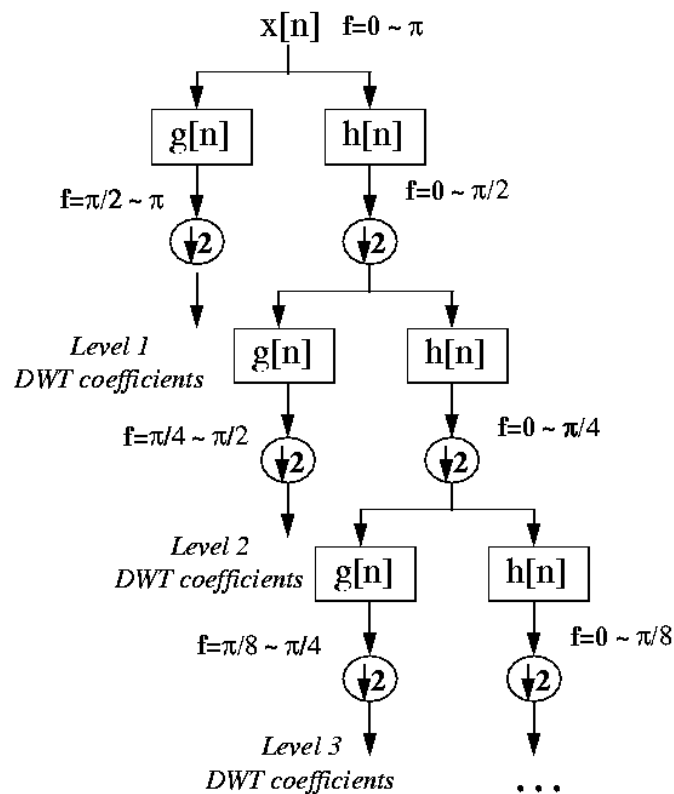 x[n] f=0 ~ π
g[n] h[n]
f=π/2 ~ π f=0 ~ π/2
↓2 ↓2
Level 1
DWT coefficients
g[n] h[n]
f=π/4 ~ π/2 f=0 ~ π/4
↓2 ↓2
Level 2
DWT coefficients
g[n] h[n]
f=π/8 ~ π/4 f=0 ~ π/8
↓2 ↓2
Level 3
DWT coefficients
...